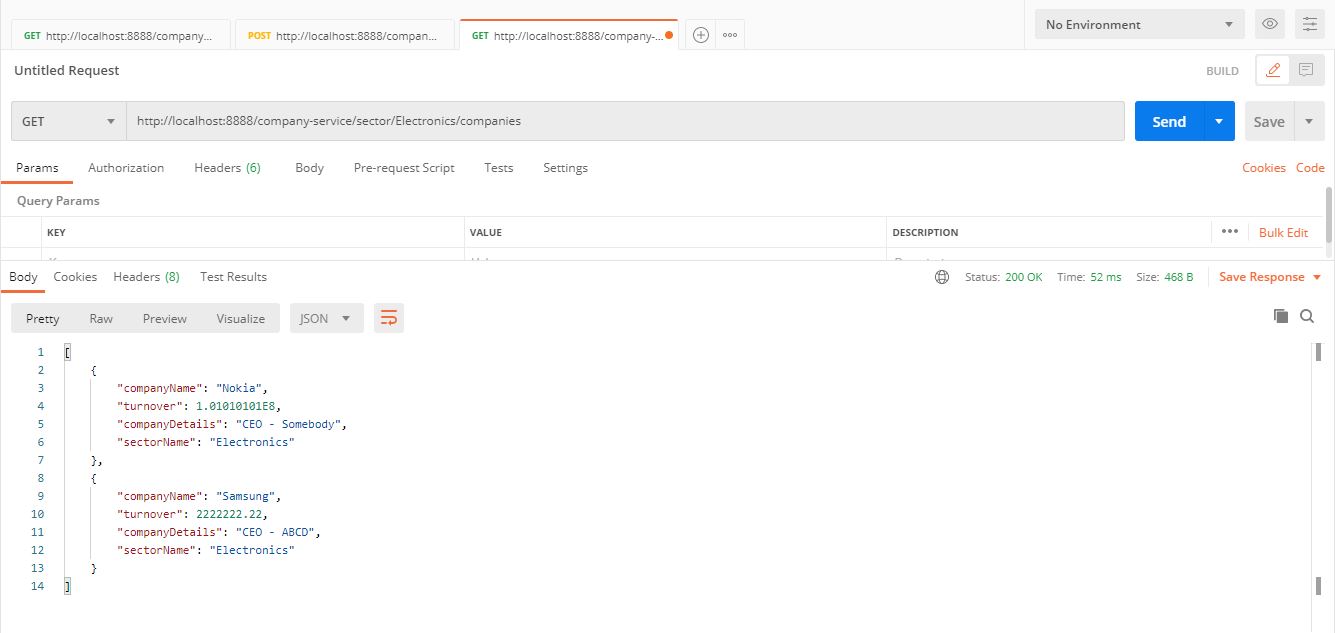 GET http://localhost:8888/company... POST http://localhost:8888/compan... GET http://localhost:8888/company-... No Environment
Untitled Request BUILD
GET http://localhost:8888/company-service/sector/Electronics/companies Send Save
Params Authorization Headers (6) Body Pre-request Script Tests Settings Cookies Code
Query Params
KEY VALUE DESCRIPTION ••• Bulk Edit
Body Cookies Headers (8) Test Results Status: 200 OK Time: 52 ms Size: 468 B Save Response
Pretty Raw Preview Visualize JSON
1 [
2 {
3 "companyName": "Nokia",
4 "turnover": 1.01010101E8,
5 "companyDetails": "CEO - Somebody",
6 "sectorName": "Electronics"
7 },
8 {
9 "companyName": "Samsung",
10 "turnover": 2222222.22,
11 "companyDetails": "CEO - ABCD",
12 "sectorName": "Electronics"
13 }
14 ]